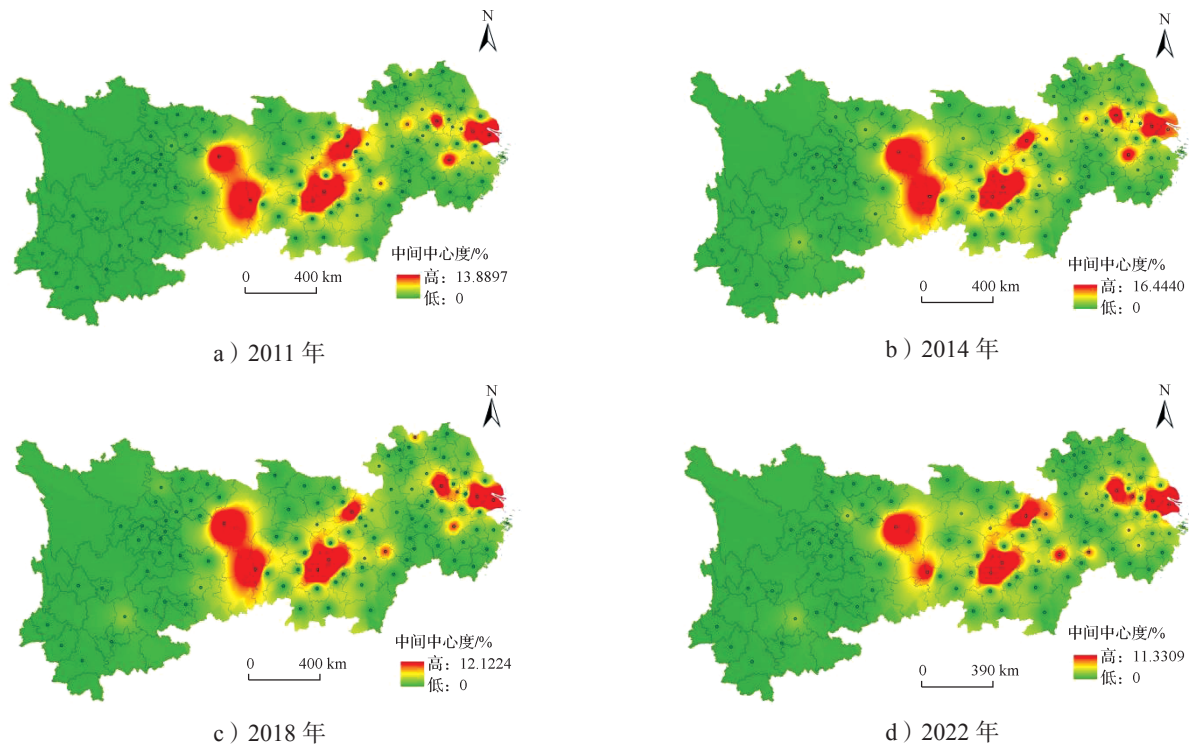 N
中间中心度/%
高：13.8897
低：0
0 400 km
a）2011 年
N
中间中心度/%
高：16.4440
低：0
0 400 km
b）2014 年
N
中间中心度/%
高：12.1224
低：0
0 400 km
c）2018 年
N
中间中心度/%
高：11.3309
低：0
0 390 km
d）2022 年